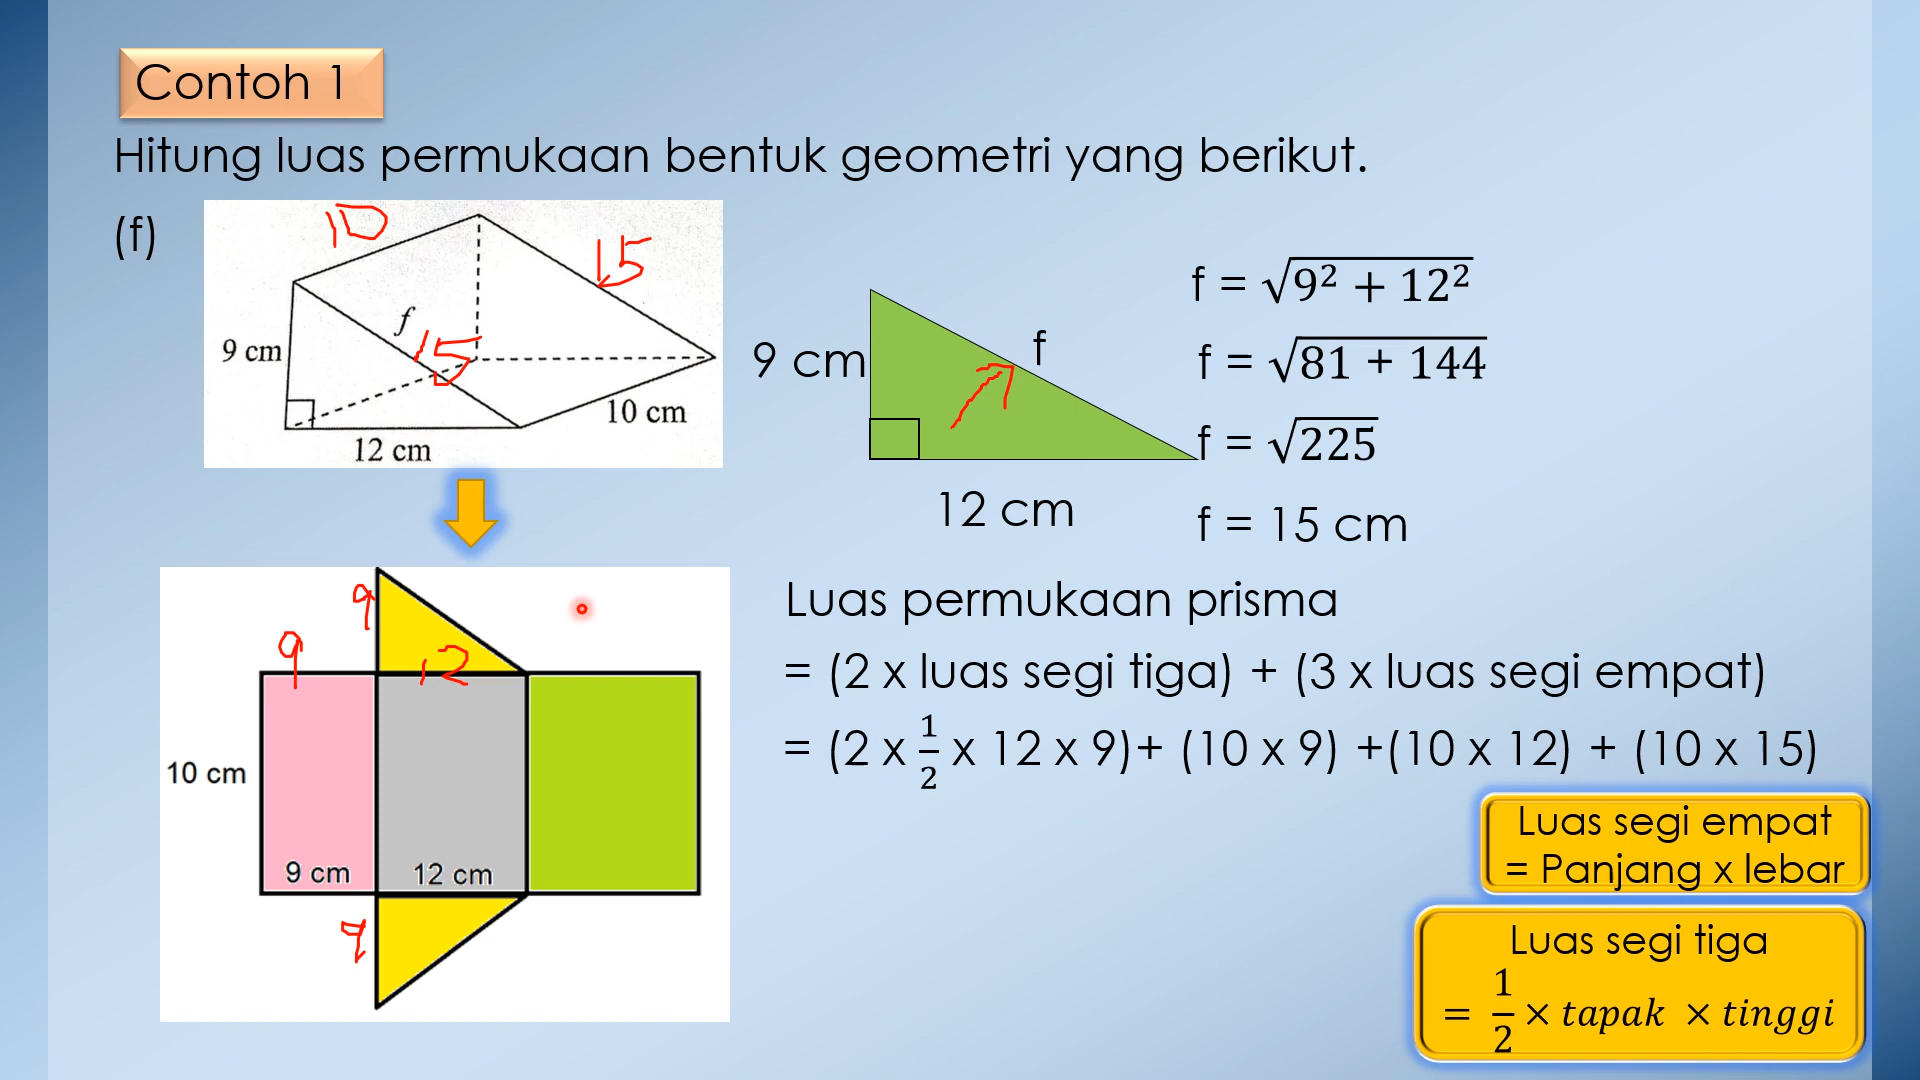 Contoh 1
Hitung luas permukaan bentuk geometri yang berikut.
(f)
10
15
f
15
9 cm
10 cm
12 cm
9 cm
f
12 cm
f = √9² + 12²
f = √81 + 144
f = √225
f = 15 cm
9
9
12
10 cm
9 cm
12 cm
9
Luas permukaan prisma
= (2 x luas segi tiga) + (3 x luas segi empat)
= (2 x 1/2 x 12 x 9)+ (10 x 9) +(10 x 12) + (10 x 15)
Luas segi empat
= Panjang x lebar
Luas segi tiga
= 1/2 × tapak × tinggi